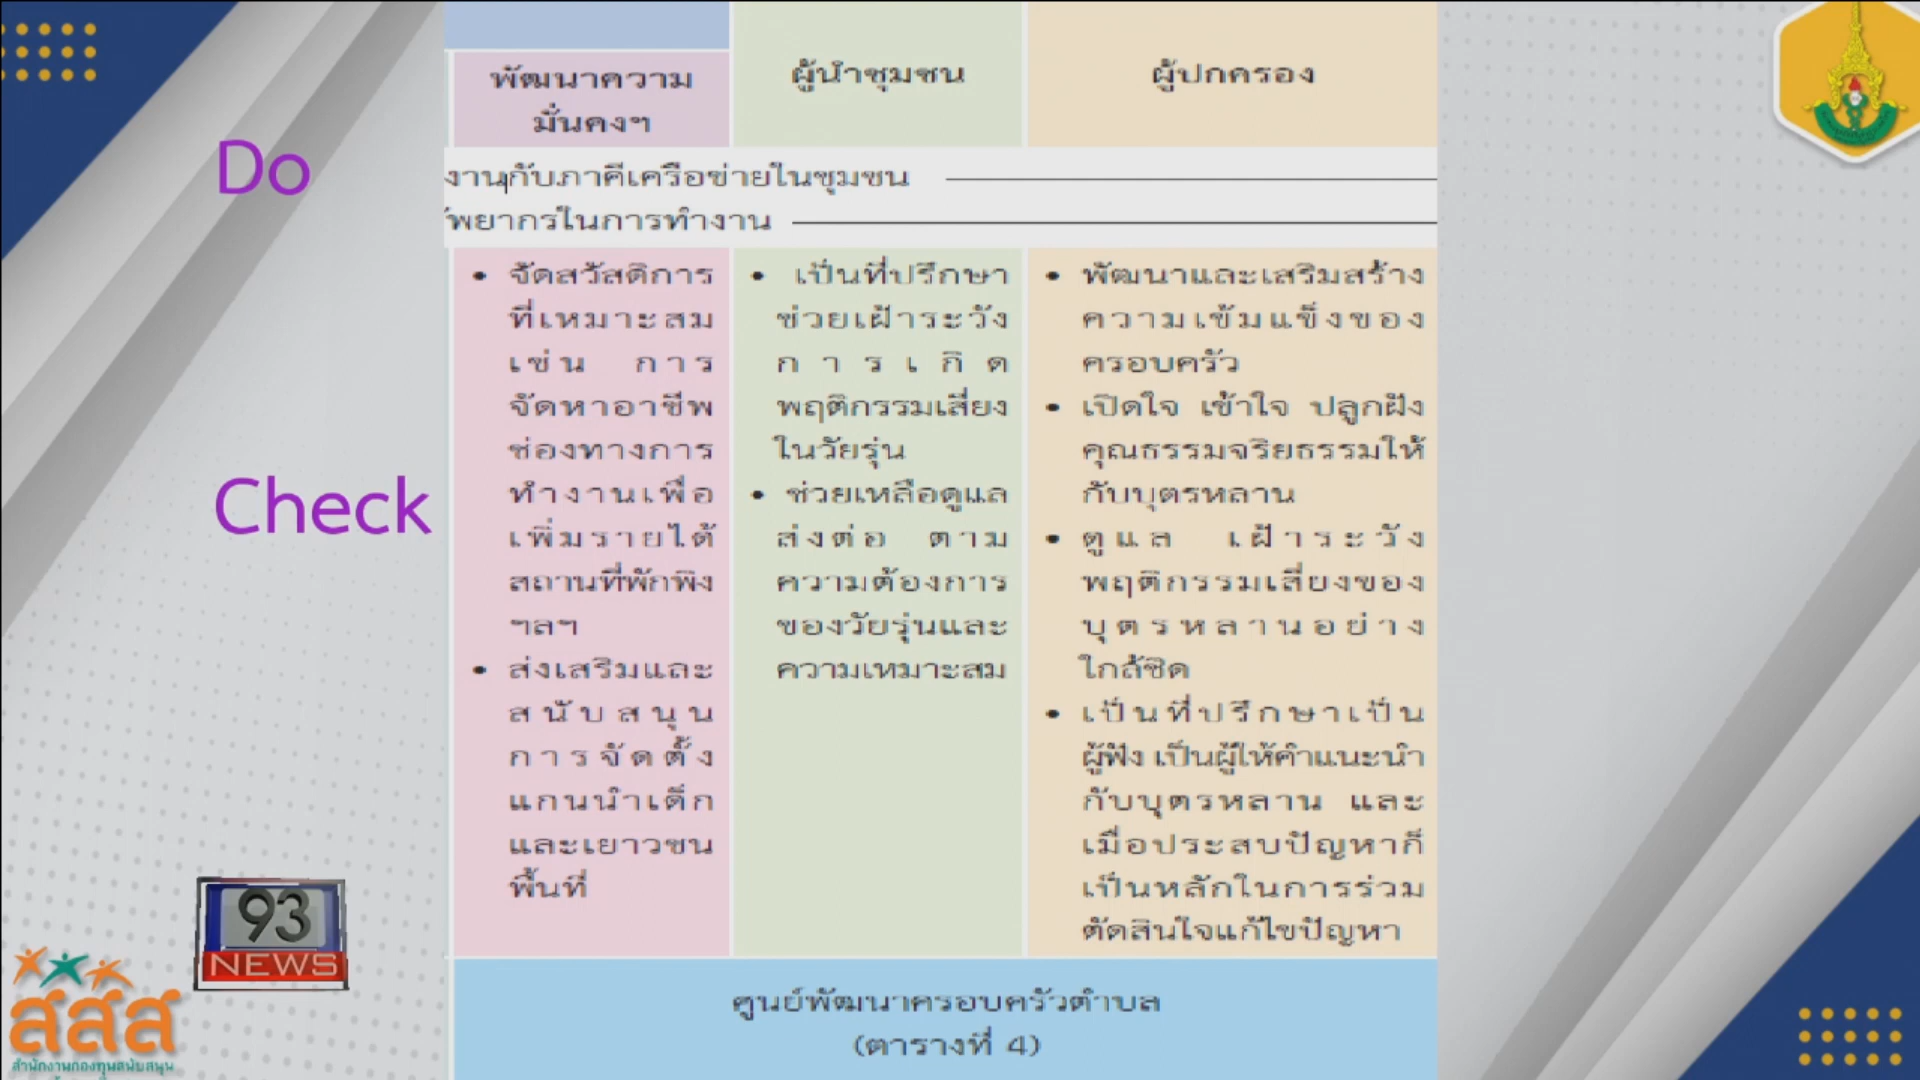 พัฒนาความ
มั่นคงฯ
ผู้นำชุมชน
ผู้ปกครอง
Do
งานกับภาคีเครือข่ายในชุมชน
พยากรในการทำงาน
Check
จัดสวัสดิการ
ที่เหมาะสม
เช่น การ
จัดหาอาชีพ
ช่องทางการ
ทำงานเพื่อ
เพิ่มรายได้
สถานที่พักพิง
ฯลฯ
ส่งเสริมและ
สนับสนุน
การจัดตั้ง
แกนนำเด็ก
และเยาวชน
พื้นที่
เป็นที่ปรึกษา
ช่วยเฝ้าระวัง
การเกิด
พฤติกรรมเสี่ยง
ในวัยรุ่น
ช่วยเหลือดูแล
ส่งต่อ ตาม
ความต้องการ
ของวัยรุ่นและ
ความเหมาะสม
พัฒนาและเสริมสร้าง
ความเข้มแข็งของ
ครอบครัว
เปิดใจ เข้าใจ ปลูกฝัง
คุณธรรมจริยธรรมให้
กับบุตรหลาน
ดูแล เฝ้าระวัง
พฤติกรรมเสี่ยงของ
บุตรหลานอย่าง
ใกล้ชิด
เป็นที่ปรึกษาเป็น
ผู้ฟัง เป็นผู้ให้คำแนะนำ
กับบุตรหลาน และ
เมื่อประสบปัญหาก็
เป็นหลักในการร่วม
ตัดสินใจแก้ไขปัญหา
ศูนย์พัฒนาครอบครัวตำบล
(ตารางที่ 4)
93
NEWS
สสส
สำนักงานกองทุนสนับสนุน